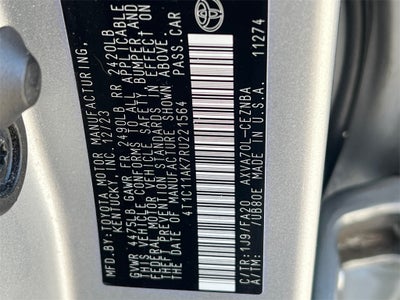 MFD. BY: TOYOTA MOTOR MANUFACTURING
KENTUCKY, INC. 12/23
GVWR 4475LB GAWR FR 2490LB RR 2420LB
THIS VEHICLE CONFORMS TO ALL APPLICABLE
FEDERAL MOTOR VEHICLE SAFETY, BUMPER AND
THEFT PREVENTION STANDARDS IN EFFECT ON
THE DATE OF MANUFACTURE SHOWN ABOVE.
4T1C11AK7RU221564 PASS. CAR
C/TR: 1J9/FA20 AXVA70L-CEZNBA
A/TM: /UB80E MADE IN U.S.A.
11274